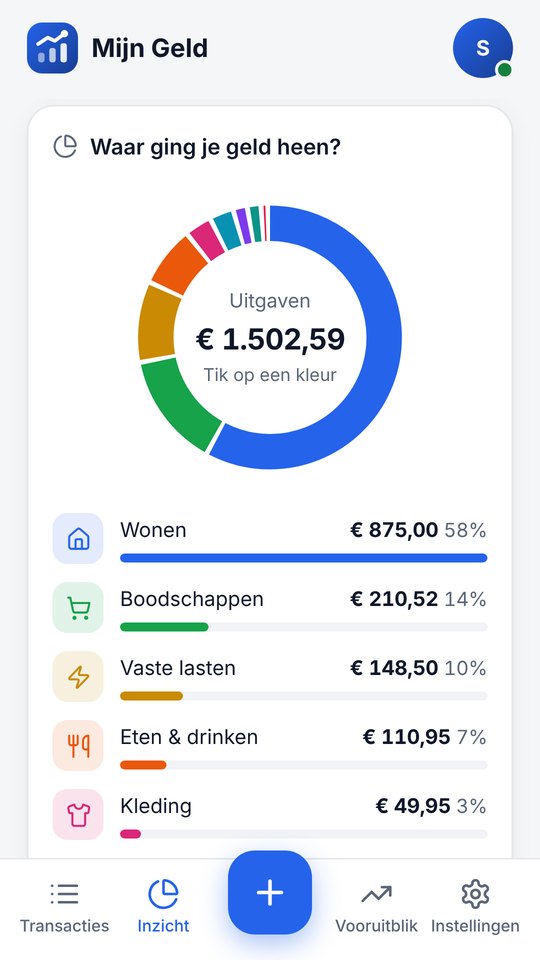 Mijn Geld
S
Waar ging je geld heen?
Uitgaven
€ 1.502,59
Tik op een kleur
Wonen € 875,00 58%
Boodschappen € 210,52 14%
Vaste lasten € 148,50 10%
Eten & drinken € 110,95 7%
Kleding € 49,95 3%
Transacties Inzicht Vooruitblik Instellingen